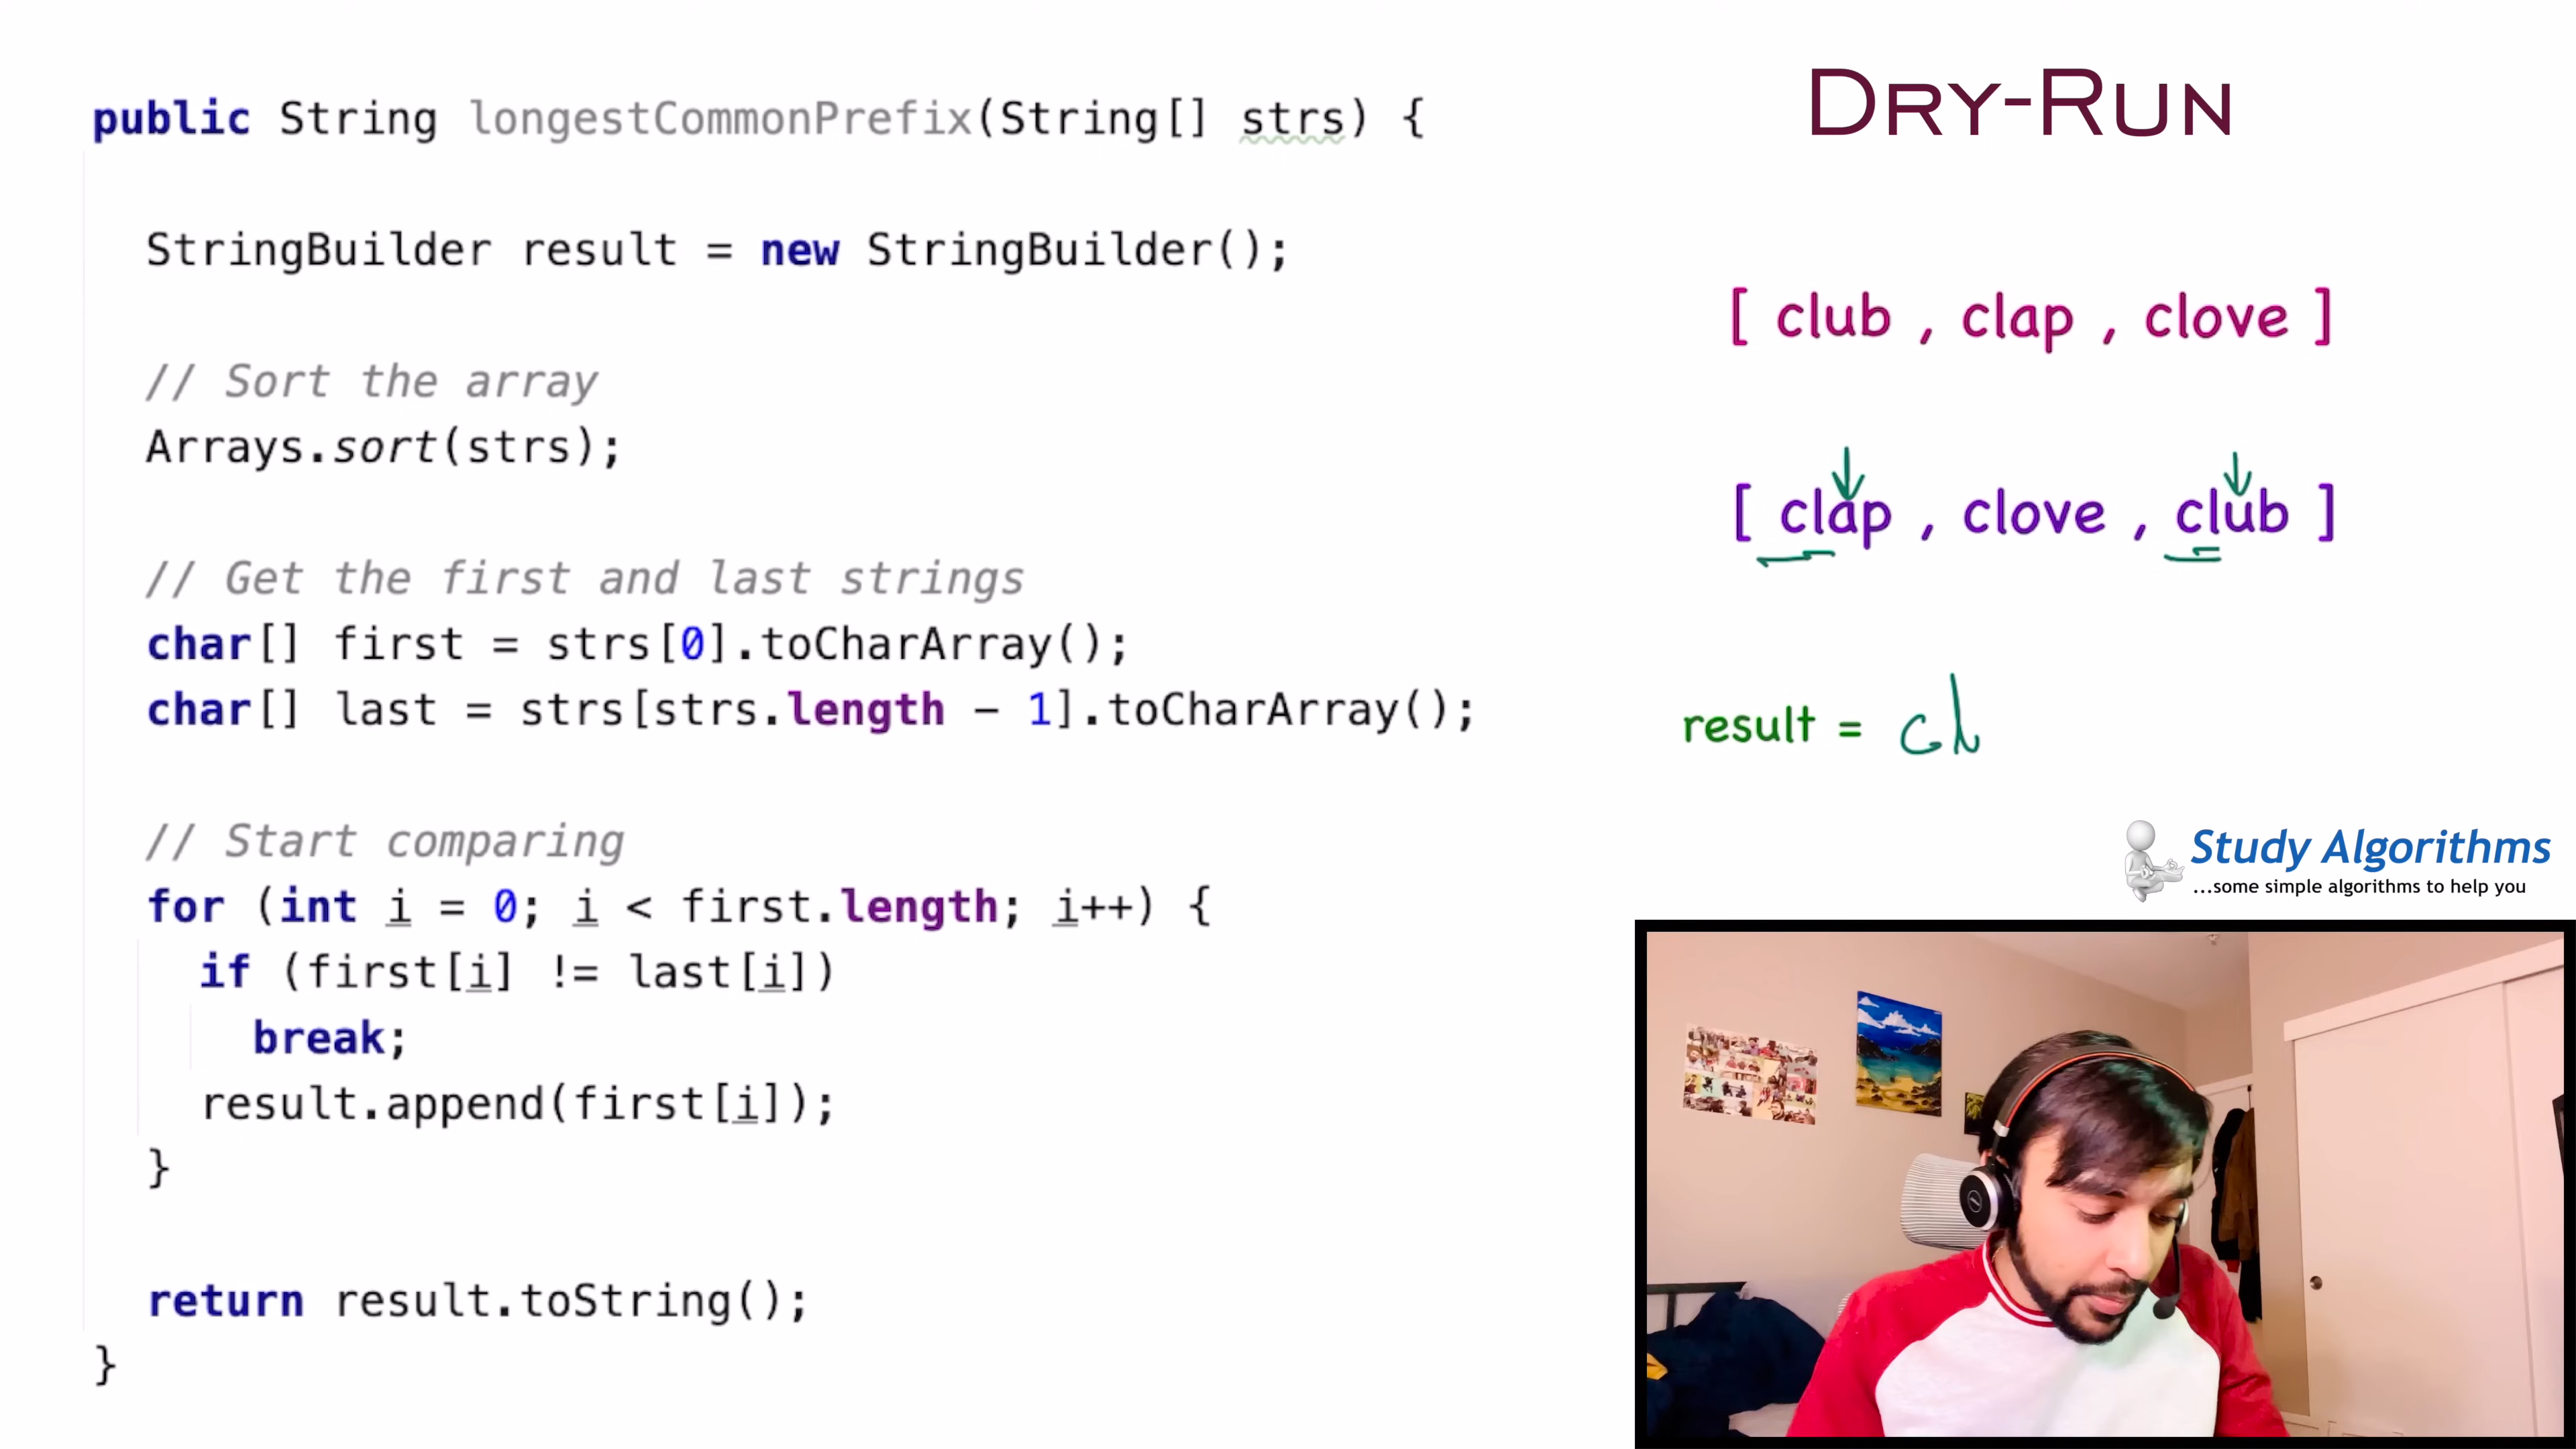 public String longestCommonPrefix(String[] strs) {
StringBuilder result = new StringBuilder();
// Sort the array
Arrays.sort(strs);
// Get the first and last strings
char[] first = strs[0].toCharArray();
char[] last = strs[strs.length - 1].toCharArray();
// Start comparing
for (int i = 0; i < first.length; i++) {
if (first[i] != last[i])
break;
result.append(first[i]);
}
return result.toString();
}
DRY-RUN
[ club , clap , clove ]
[ clap , clove , club ]
result = cl
Study Algorithms
...some simple algorithms to help you